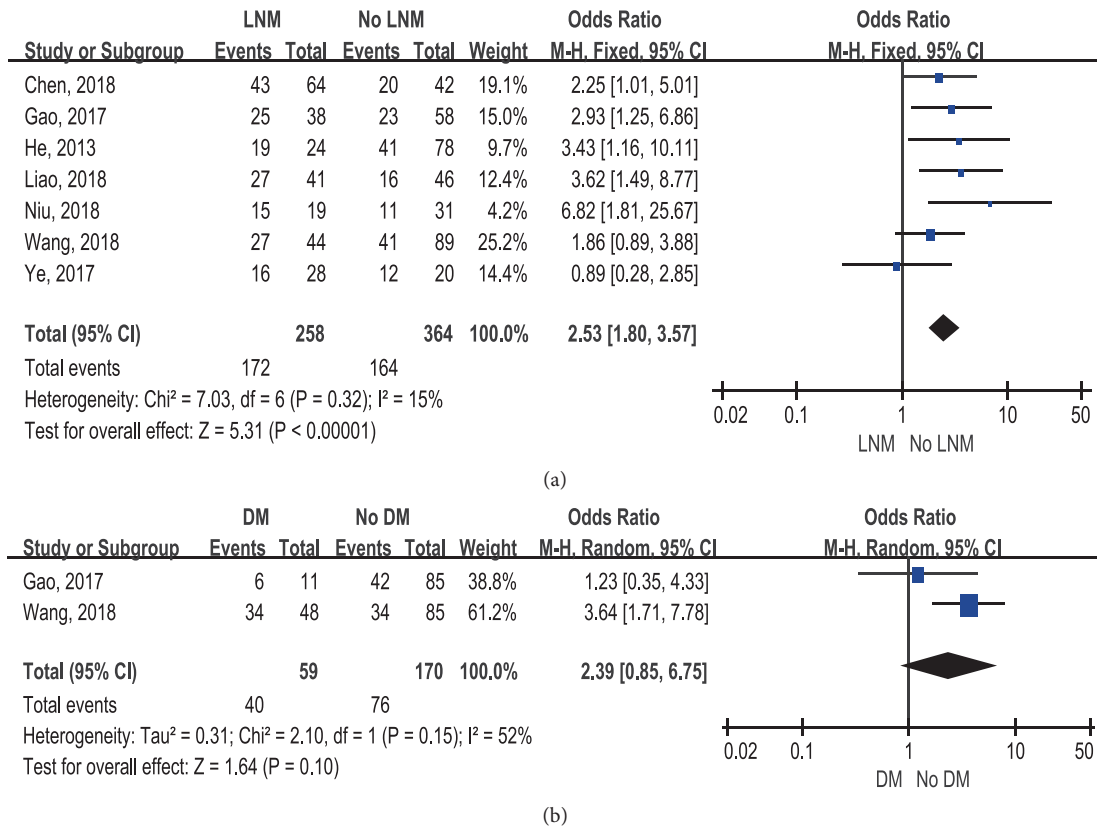 LNM No LNM Odds Ratio Odds Ratio
Study or Subgroup Events Total Events Total Weight M-H. Fixed. 95% CI M-H. Fixed. 95% CI
Chen, 2018 43 64 20 42 19.1% 2.25 [1.01, 5.01]
Gao, 2017 25 38 23 58 15.0% 2.93 [1.25, 6.86]
He, 2013 19 24 41 78 9.7% 3.43 [1.16, 10.11]
Liao, 2018 27 41 16 46 12.4% 3.62 [1.49, 8.77]
Niu, 2018 15 19 11 31 4.2% 6.82 [1.81, 25.67]
Wang, 2018 27 44 41 89 25.2% 1.86 [0.89, 3.88]
Ye, 2017 16 28 12 20 14.4% 0.89 [0.28, 2.85]
Total (95% CI) 258 364 100.0% 2.53 [1.80, 3.57]
Total events 172 164
Heterogeneity: Chi² = 7.03, df = 6 (P = 0.32); I² = 15%
Test for overall effect: Z = 5.31 (P < 0.00001)
0.02 0.1 1 10 50
LNM No LNM
(a)
DM No DM Odds Ratio Odds Ratio
Study or Subgroup Events Total Events Total Weight M-H. Random. 95% CI M-H. Random. 95% CI
Gao, 2017 6 11 42 85 38.8% 1.23 [0.35, 4.33]
Wang, 2018 34 48 34 85 61.2% 3.64 [1.71, 7.78]
Total (95% CI) 59 170 100.0% 2.39 [0.85, 6.75]
Total events 40 76
Heterogeneity: Tau² = 0.31; Chi² = 2.10, df = 1 (P = 0.15); I² = 52%
Test for overall effect: Z = 1.64 (P = 0.10)
0.02 0.1 1 10 50
DM No DM
(b)